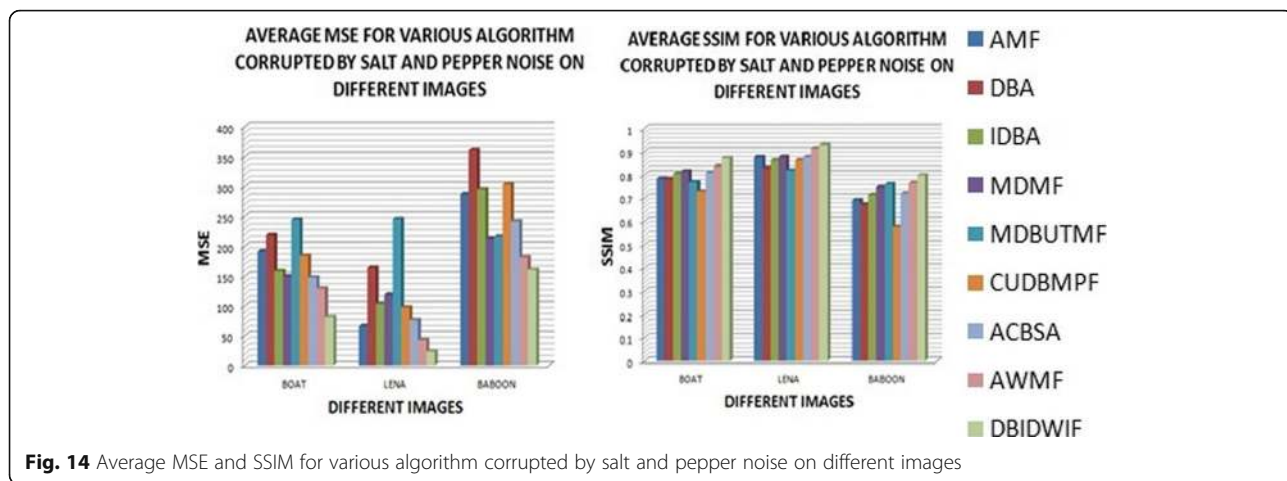 AVERAGE MSE FOR VARIOUS ALGORITHM
CORRUPTED BY SALT AND PEPPER NOISE ON
DIFFERENT IMAGES
400
350
300
250
200
150
100
50
0
MSE
BOAT
LENA
BABOON
DIFFERENT IMAGES
AVERAGE SSIM FOR VARIOUS ALGORITHM
CORRUPTED BY SALT AND PEPPER NOISE ON
DIFFERENT IMAGES
1
0.9
0.8
0.7
0.6
0.5
0.4
0.3
0.2
0.1
0
SSIM
BOAT
LENA
BABOON
DIFFERENT IMAGES
AMF
DBA
IDBA
MDMF
MDBUTMF
CUDBMPF
ACBSA
AWMF
DBIDWIF
Fig. 14 Average MSE and SSIM for various algorithm corrupted by salt and pepper noise on different images